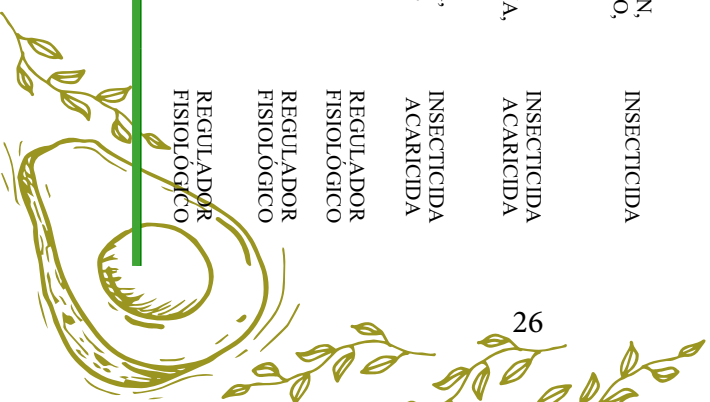 N,
O,
INSECTICIDA
A,
INSECTICIDA
ACARICIDA
INSECTICIDA
ACARICIDA
REGULADOR
FISIOLÓGICO
REGULADOR
FISIOLÓGICO
REGULADOR
FISIOLÓGICO
26